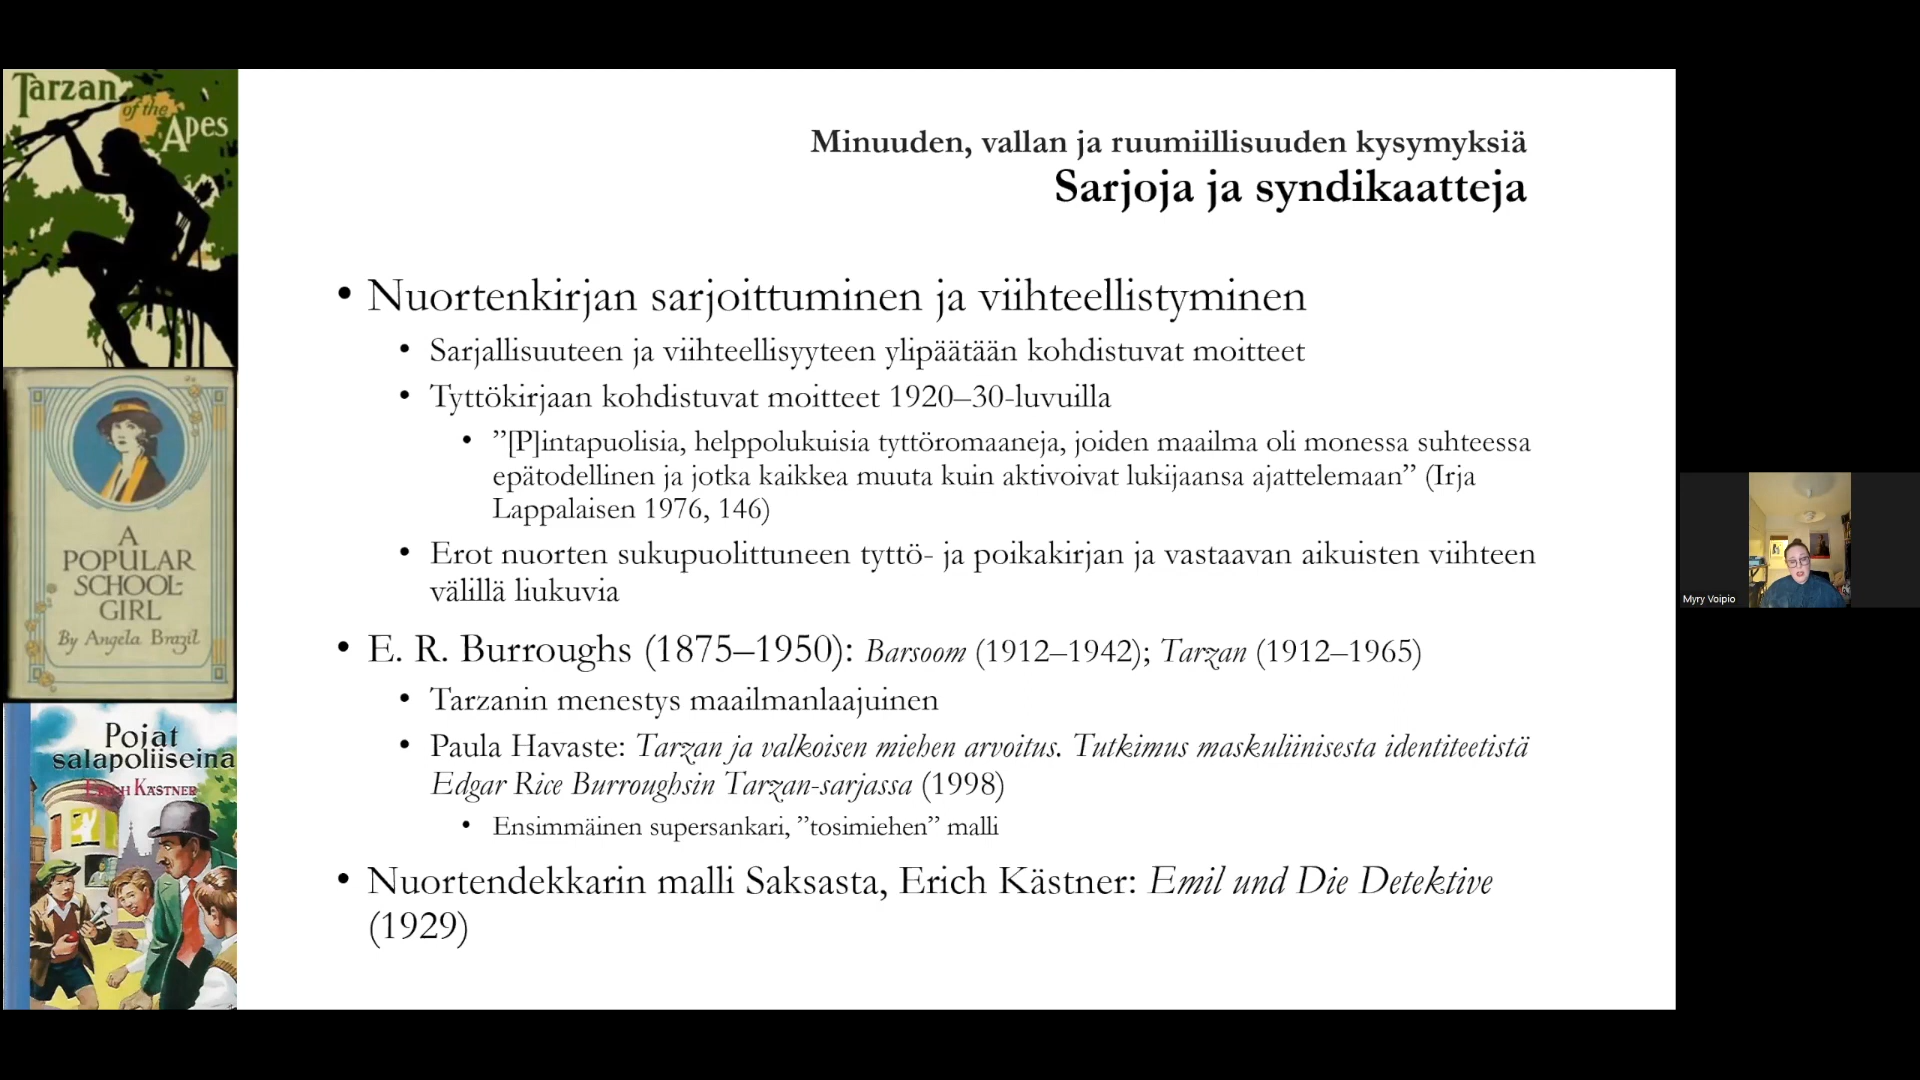 Tarzan
of the
Apes
A
POPULAR
SCHOOL-
GIRL
By Angela Brazil
Pojat
salapoliiseina
ERICH KÄSTNER
Minuuden, vallan ja ruumiillisuuden kysymyksiä
Sarjoja ja syndikaatteja
• Nuortenkirjan sarjoittuminen ja viihteellistyminen
• Sarjallisuuteen ja viihteellisyyteen ylipäätään kohdistuvat moitteet
• Tyttökirjaan kohdistuvat moitteet 1920–30-luvuilla
• ”[P]intapuolisia, helppolukuisia tyttöromaaneja, joiden maailma oli monessa suhteessa
epätodellinen ja jotka kaikkea muuta kuin aktivoivat lukijaansa ajattelemaan” (Irja
Lappalaisen 1976, 146)
• Erot nuorten sukupuolittuneen tyttö- ja poikakirjan ja vastaavan aikuisten viihteen
välillä liukuvia
• E. R. Burroughs (1875–1950): Barsoom (1912–1942); Tarzan (1912–1965)
• Tarzanin menestys maailmanlaajuinen
• Paula Havaste: Tarzan ja valkoisen miehen arvoitus. Tutkimus maskuliinisesta identiteetistä
Edgar Rice Burroughsin Tarzan-sarjassa (1998)
• Ensimmäinen supersankari, ”tosimiehen” malli
• Nuortendekkarin malli Saksasta, Erich Kästner: Emil und Die Detektive
(1929)
Myry Voipio